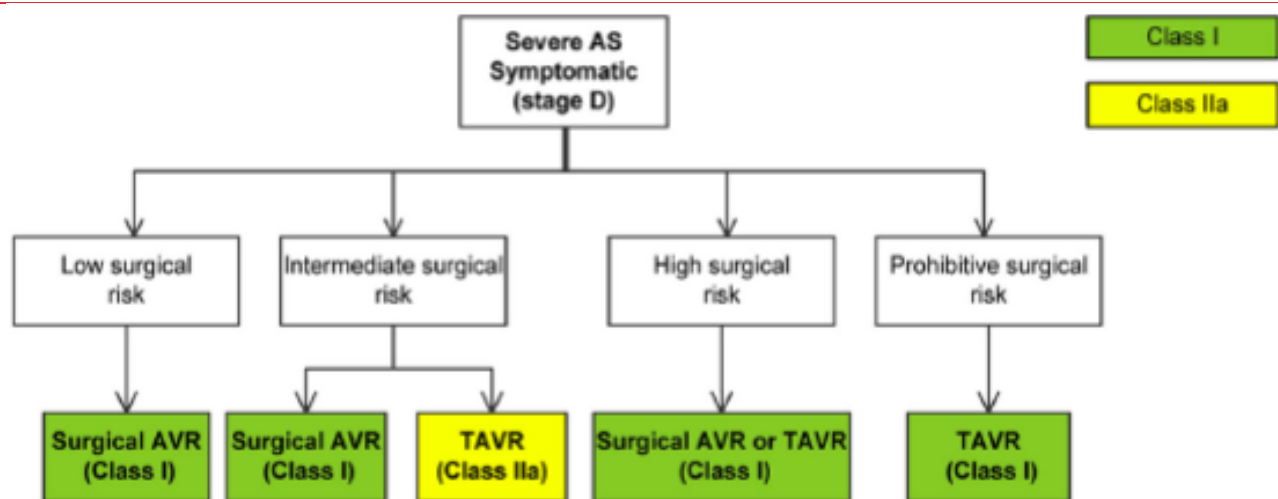 Severe AS
Symptomatic
(stage D)
Class I
Class IIa
Low surgical
risk
Intermediate surgical
risk
High surgical
risk
Prohibitive surgical
risk
Surgical AVR
(Class I)
Surgical AVR
(Class I)
TAVR
(Class IIa)
Surgical AVR or TAVR
(Class I)
TAVR
(Class I)